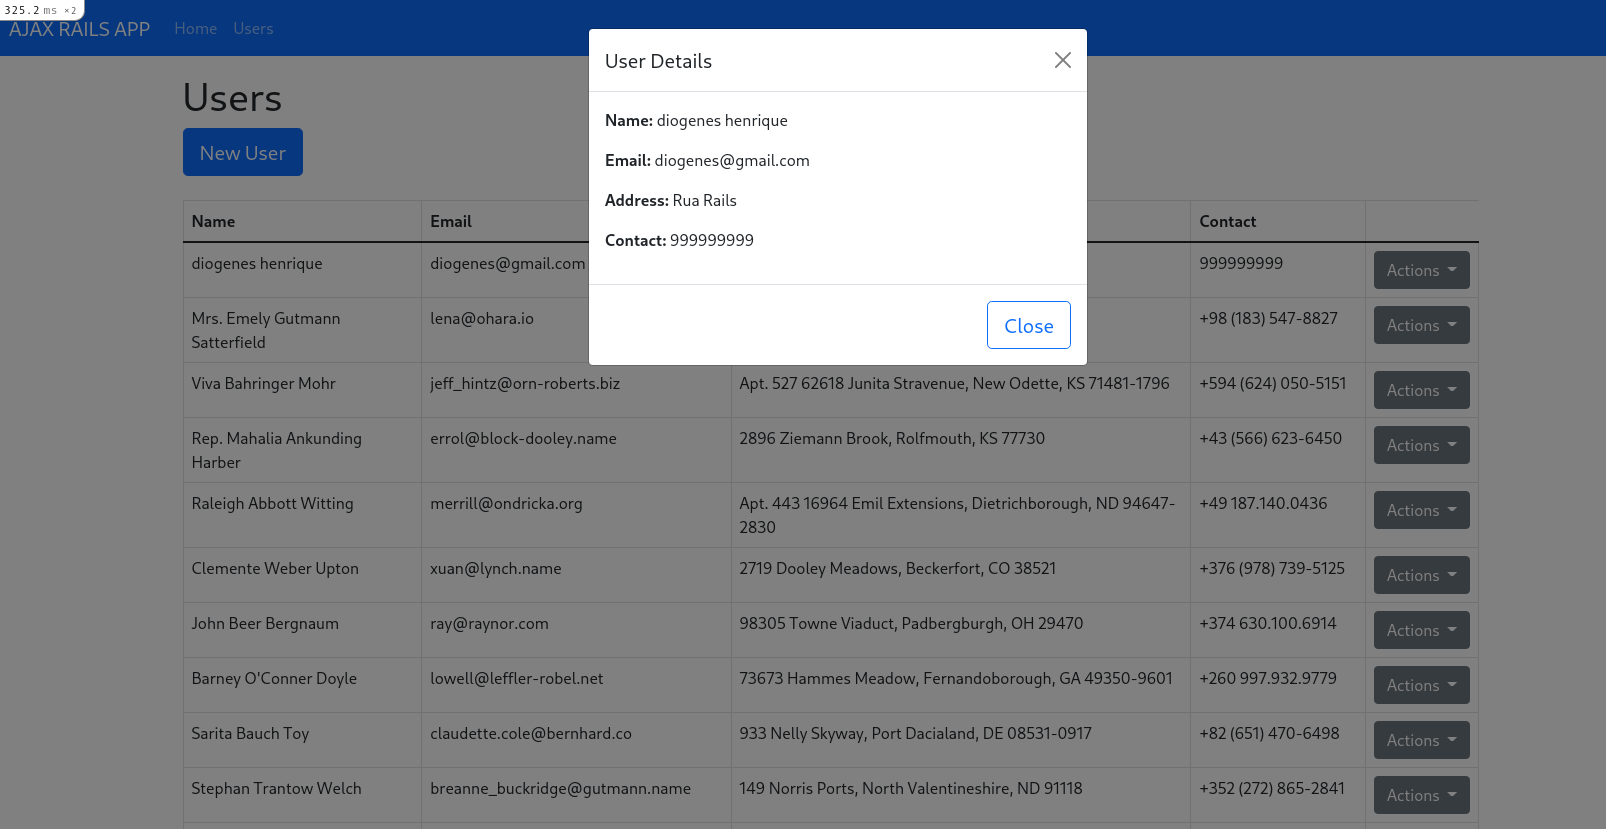 325.2 ms ×2
AJAX RAILS APP Home Users
User Details
Name: diogenes henrique
Email: diogenes@gmail.com
Address: Rua Rails
Contact: 999999999
Close
Users
New User
Name Email Contact
diogenes henrique diogenes@gmail.com 999999999 Actions
Mrs. Emely Gutmann lena@ohara.io +98 (183) 547-8827 Actions
Satterfield
Viva Bahringer Mohr jeff_hintz@orn-roberts.biz Apt. 527 62618 Junita Stravenue, New Odette, KS 71481-1796 +594 (624) 050-5151 Actions
Rep. Mahalia Ankunding errol@block-dooley.name 2896 Ziemann Brook, Rolfmouth, KS 77730 +43 (566) 623-6450 Actions
Harber
Raleigh Abbott Witting merrill@ondricka.org Apt. 443 16964 Emil Extensions, Dietrichborough, ND 94647- +49 187.140.0436 Actions
2830
Clemente Weber Upton xuan@lynch.name 2719 Dooley Meadows, Beckerfort, CO 38521 +376 (978) 739-5125 Actions
John Beer Bergnaum ray@raynor.com 98305 Towne Viaduct, Padbergburgh, OH 29470 +374 630.100.6914 Actions
Barney O'Conner Doyle lowell@leffler-robel.net 73673 Hammes Meadow, Fernandoborough, GA 49350-9601 +260 997.932.9779 Actions
Sarita Bauch Toy claudette.cole@bernhard.co 933 Nelly Skyway, Port Dacialand, DE 08531-0917 +82 (651) 470-6498 Actions
Stephan Trantow Welch breanne_buckridge@gutmann.name 149 Norris Ports, North Valentineshire, ND 91118 +352 (272) 865-2841 Actions